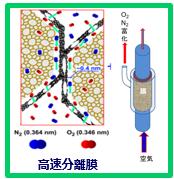 ~0.4 nm
N₂ (0.364 nm)
O₂ (0.346 nm)
高速分離膜
O₂
N₂
富化
膜
空気